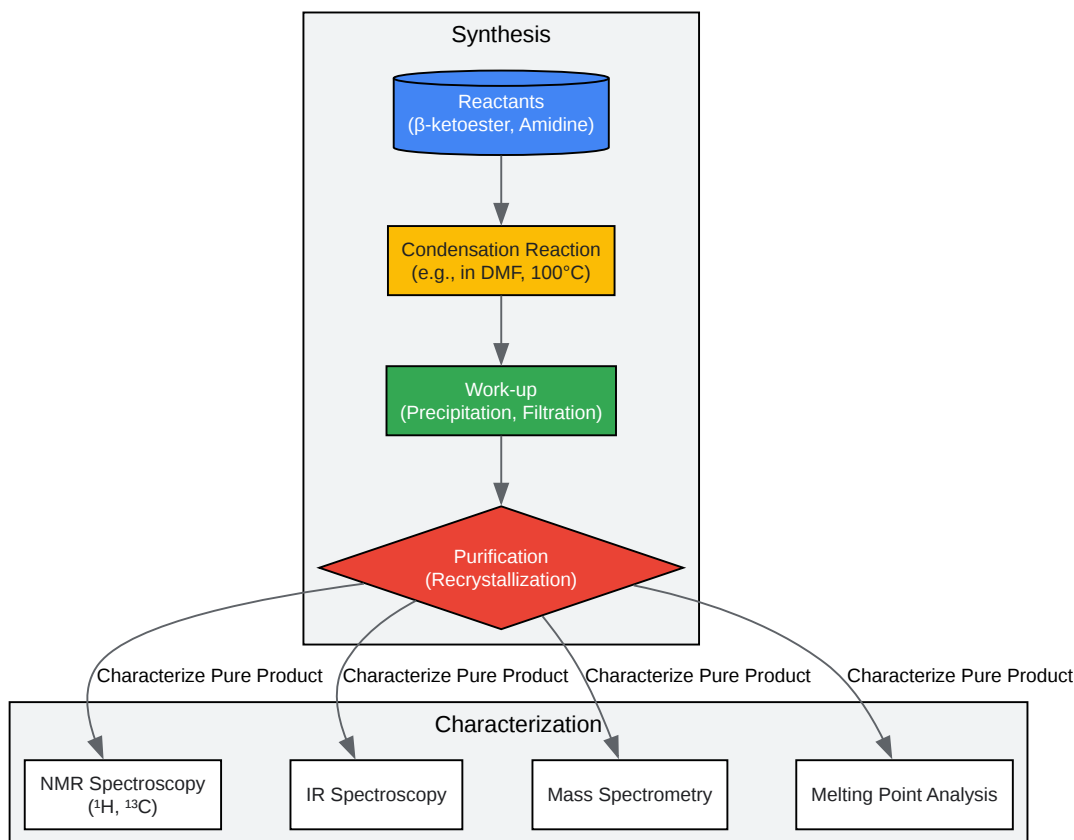 Synthesis
Reactants
(β-ketoester, Amidine)
Condensation Reaction
(e.g., in DMF, 100°C)
Work-up
(Precipitation, Filtration)
Purification
(Recrystallization)
Characterize Pure Product
Characterize Pure Product
Characterize Pure Product
Characterize Pure Product
Characterization
NMR Spectroscopy
(¹H, ¹³C)
IR Spectroscopy
Mass Spectrometry
Melting Point Analysis